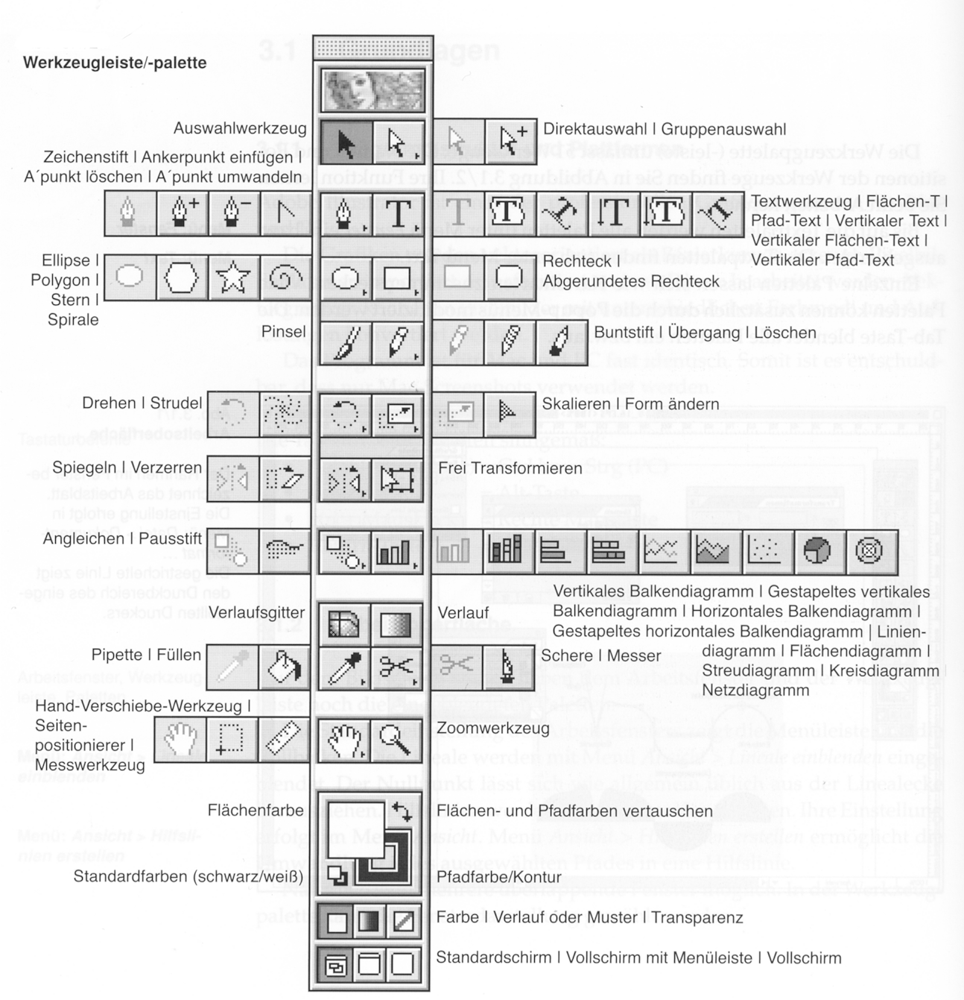 Werkzeugleiste/-palette
Auswahlwerkzeug
Direktauswahl | Gruppenauswahl
Zeichenstift | Ankerpunkt einfügen |
A´punkt löschen | A´punkt umwandeln
Textwerkzeug | Flächen-T |
Pfad-Text | Vertikaler Text |
Vertikaler Flächen-Text |
Vertikaler Pfad-Text
Ellipse |
Polygon |
Stern |
Spirale
Rechteck |
Abgerundetes Rechteck
Pinsel
Buntstift | Übergang | Löschen
Drehen | Strudel
Skalieren | Form ändern
Spiegeln | Verzerren
Frei Transformieren
Angleichen | Pausstift
Vertikales Balkendiagramm | Gestapeltes vertikales
Balkendiagramm | Horizontales Balkendiagramm |
Gestapeltes horizontales Balkendiagramm | Linien-
diagramm | Flächendiagramm |
Streudiagramm | Kreisdiagramm |
Netzdiagramm
Verlaufsgitter
Verlauf
Pipette | Füllen
Schere | Messer
Hand-Verschiebe-Werkzeug |
Seiten-
positionierer |
Messwerkzeug
Zoomwerkzeug
Flächenfarbe
Flächen- und Pfadfarben vertauschen
Standardfarben (schwarz/weiß)
Pfadfarbe/Kontur
Farbe | Verlauf oder Muster | Transparenz
Standardschirm | Vollschirm mit Menüleiste | Vollschirm